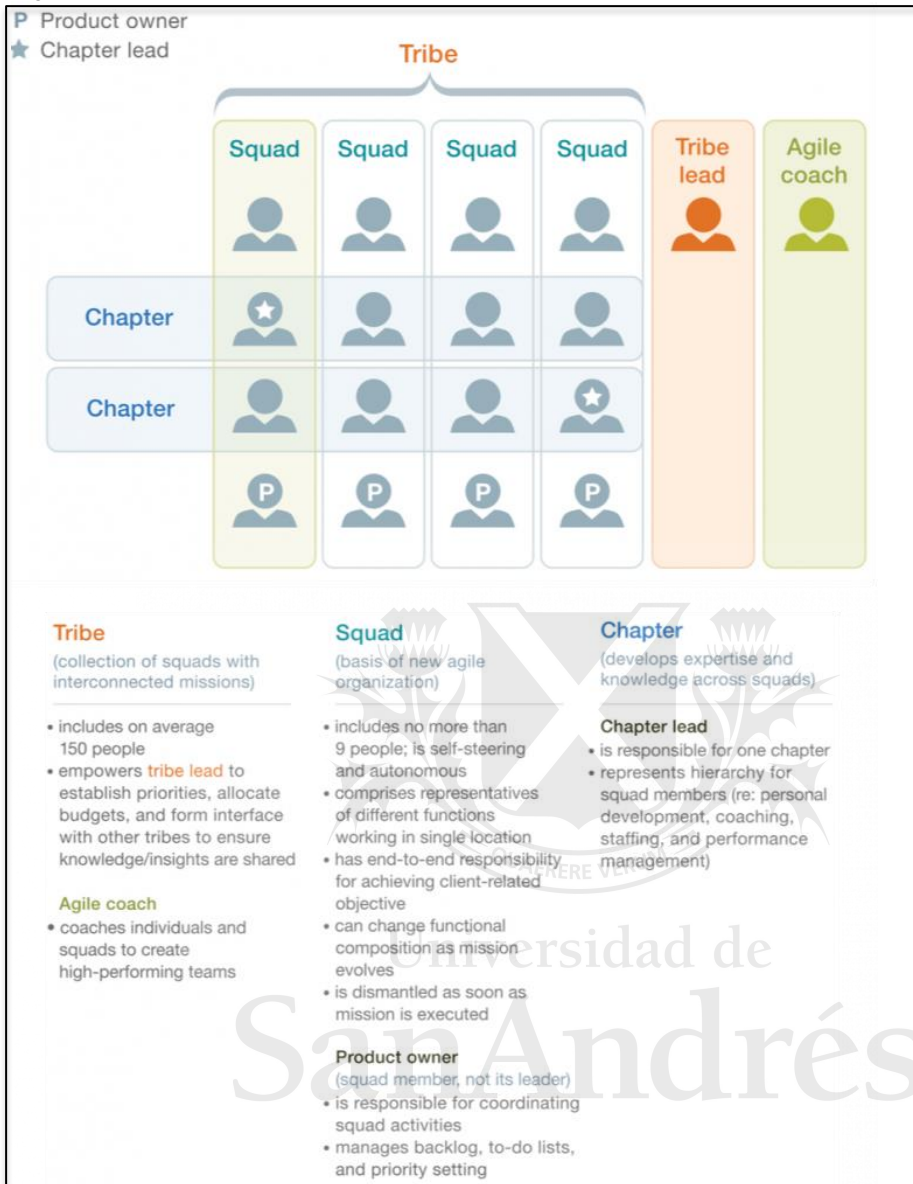 P Product owner
★ Chapter lead
Tribe
Squad
Squad
Squad
Squad
Tribe
lead
Agile
coach
Chapter
Chapter
P
P
P
P
Tribe
(collection of squads with
interconnected missions)
• includes on average
150 people
• empowers tribe lead to
establish priorities, allocate
budgets, and form interface
with other tribes to ensure
knowledge/insights are shared
Agile coach
• coaches individuals and
squads to create
high-performing teams
Squad
(basis of new agile
organization)
• includes no more than
9 people; is self-steering
and autonomous
• comprises representatives
of different functions
working in single location
• has end-to-end responsibility
for achieving client-related
objective
• can change functional
composition as mission
evolves
• is dismantled as soon as
mission is executed
Product owner
(squad member, not its leader)
• is responsible for coordinating
squad activities
• manages backlog, to-do lists,
and priority setting
Chapter
(develops expertise and
knowledge across squads)
Chapter lead
• is responsible for one chapter
• represents hierarchy for
squad members (re: personal
development, coaching,
staffing, and performance
management)
Universidad de
SanAndrés